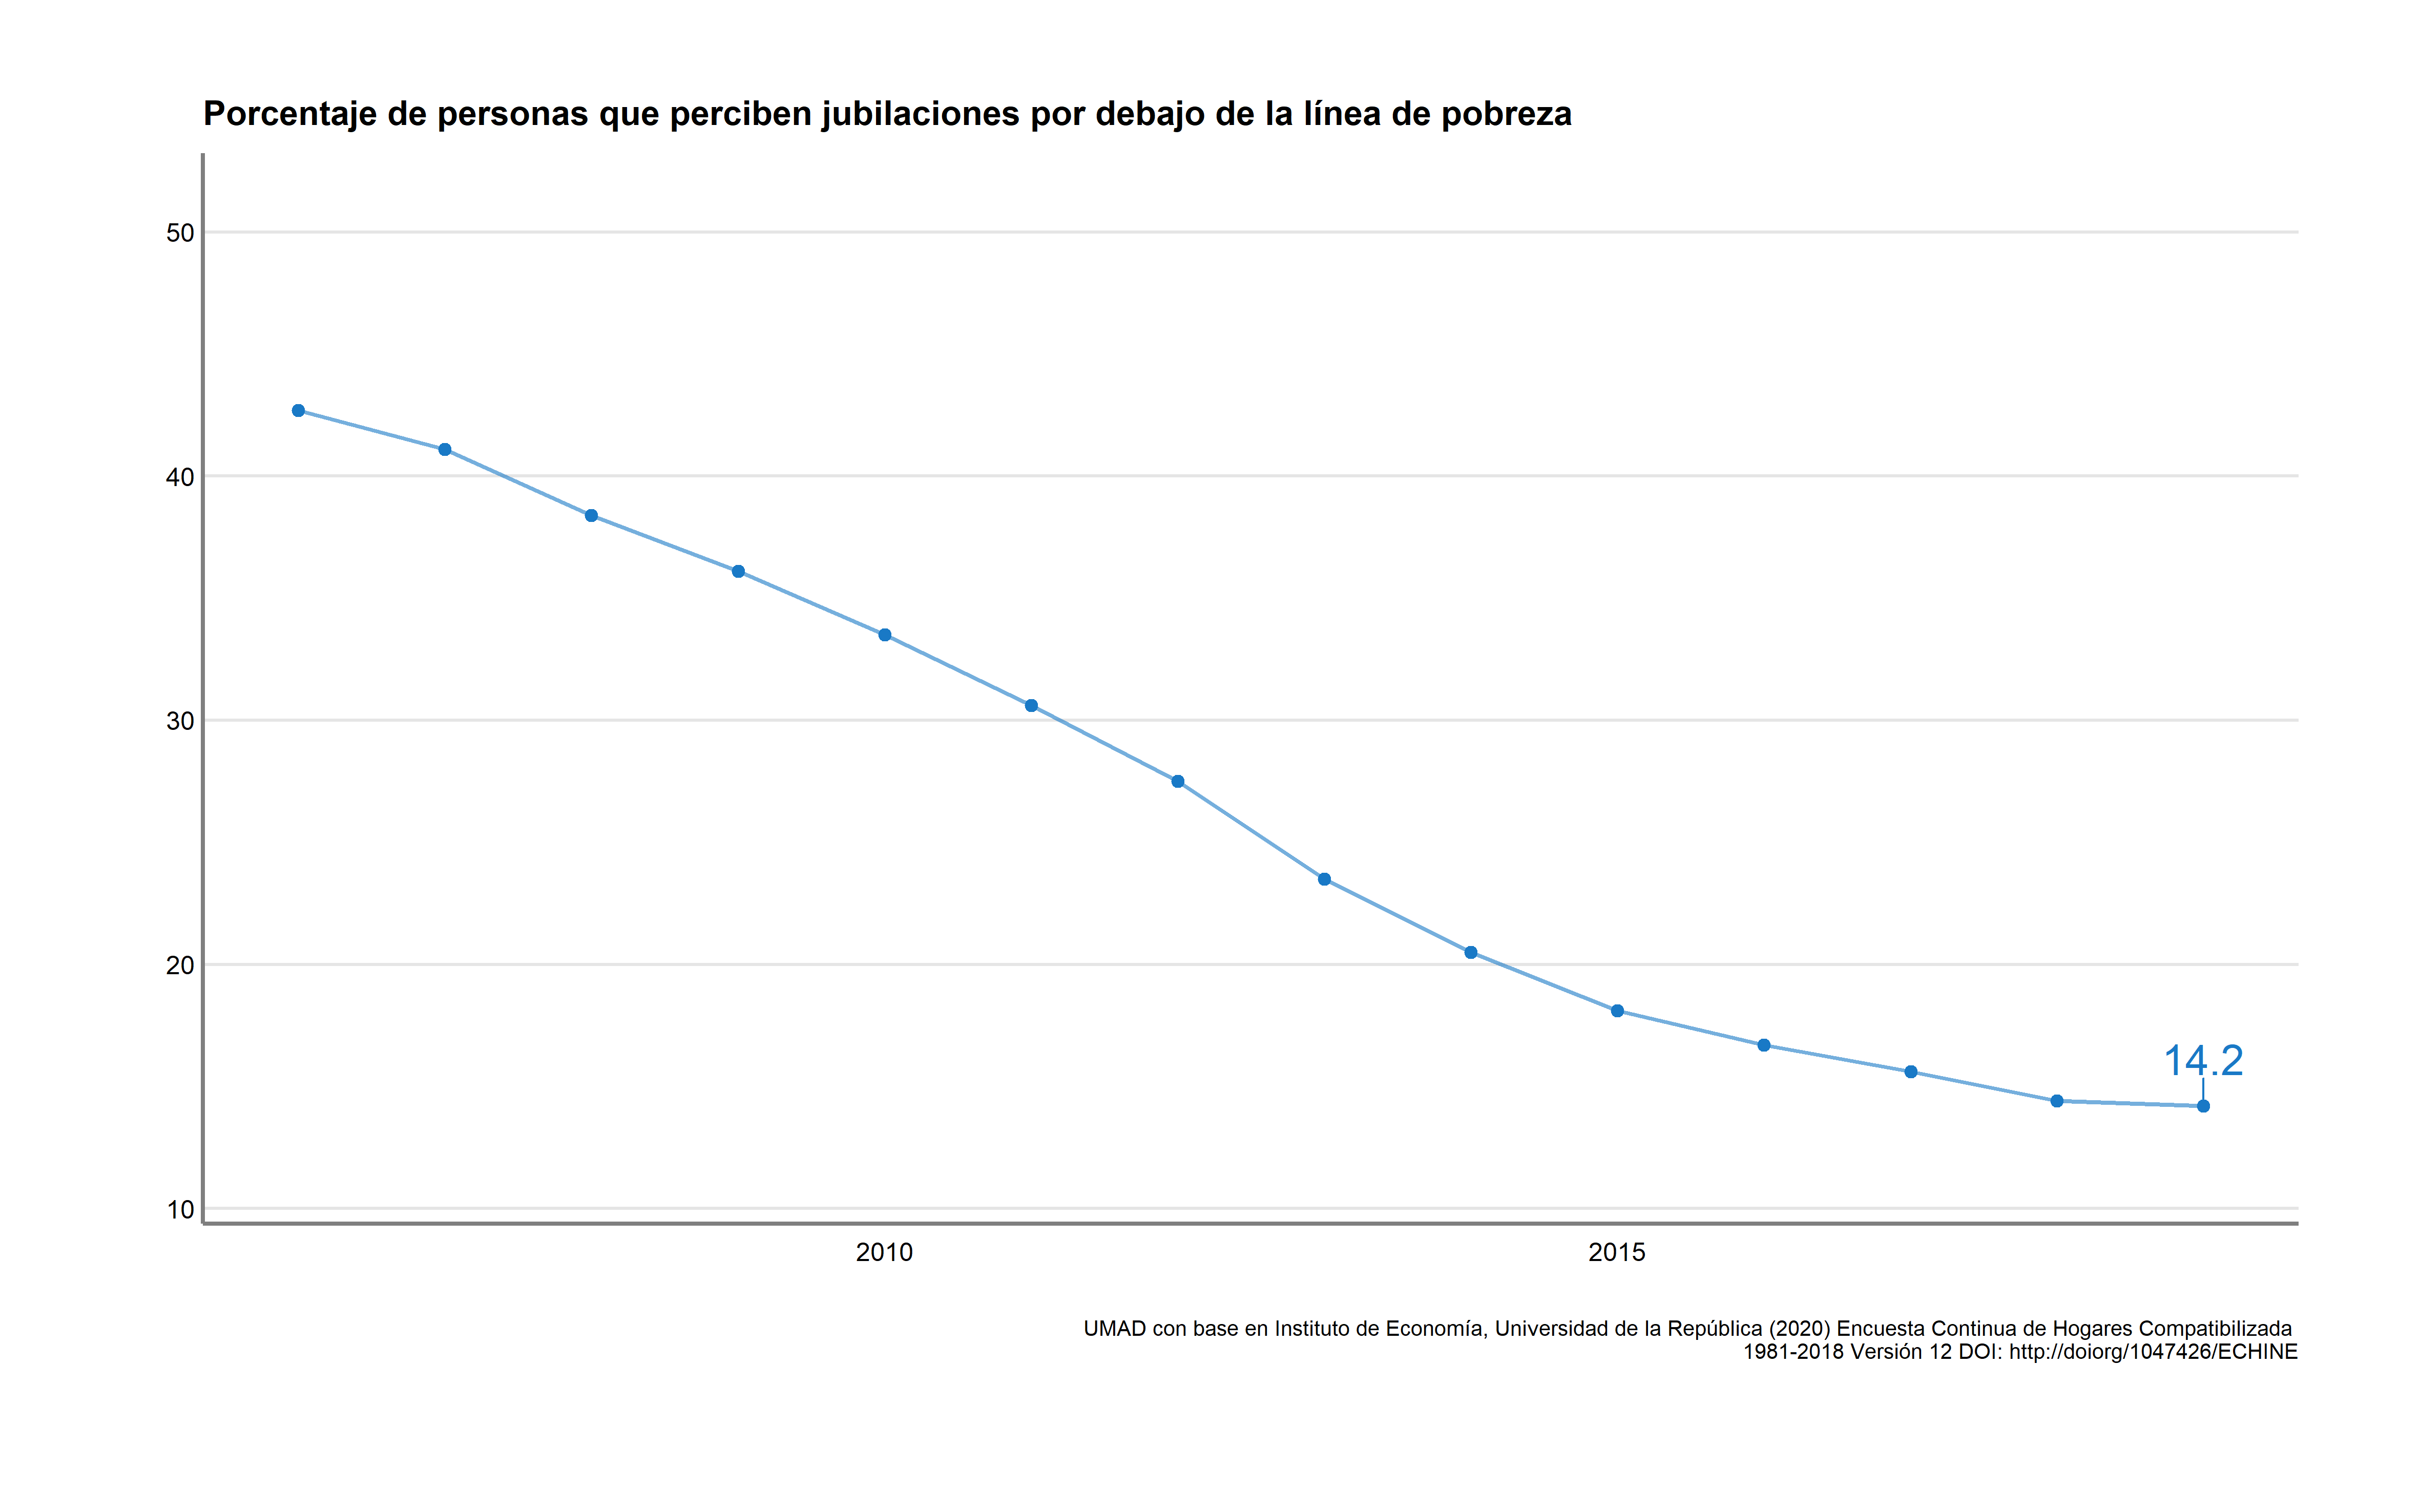 Porcentaje de personas que perciben jubilaciones por debajo de la línea de pobreza
50
40
30
20
10
14.2
2010
2015
UMAD con base en Instituto de Economía, Universidad de la República (2020) Encuesta Continua de Hogares Compatibilizada
1981-2018 Versión 12 DOI: http://doiorg/1047426/ECHINE